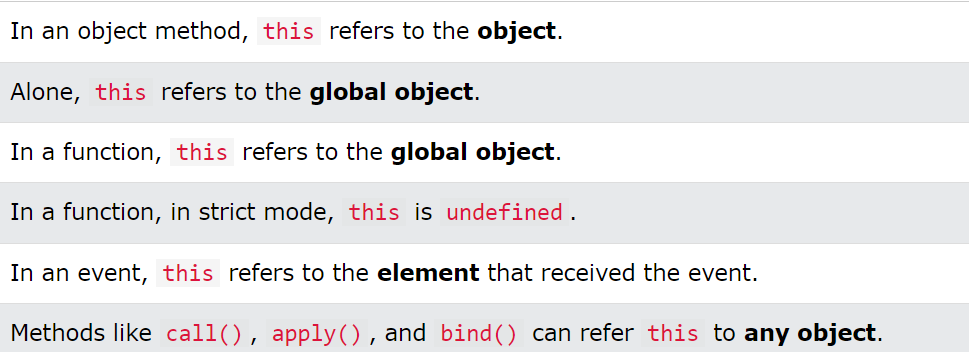 In an object method, this refers to the object.
Alone, this refers to the global object.
In a function, this refers to the global object.
In a function, in strict mode, this is undefined.
In an event, this refers to the element that received the event.
Methods like call(), apply(), and bind() can refer this to any object.